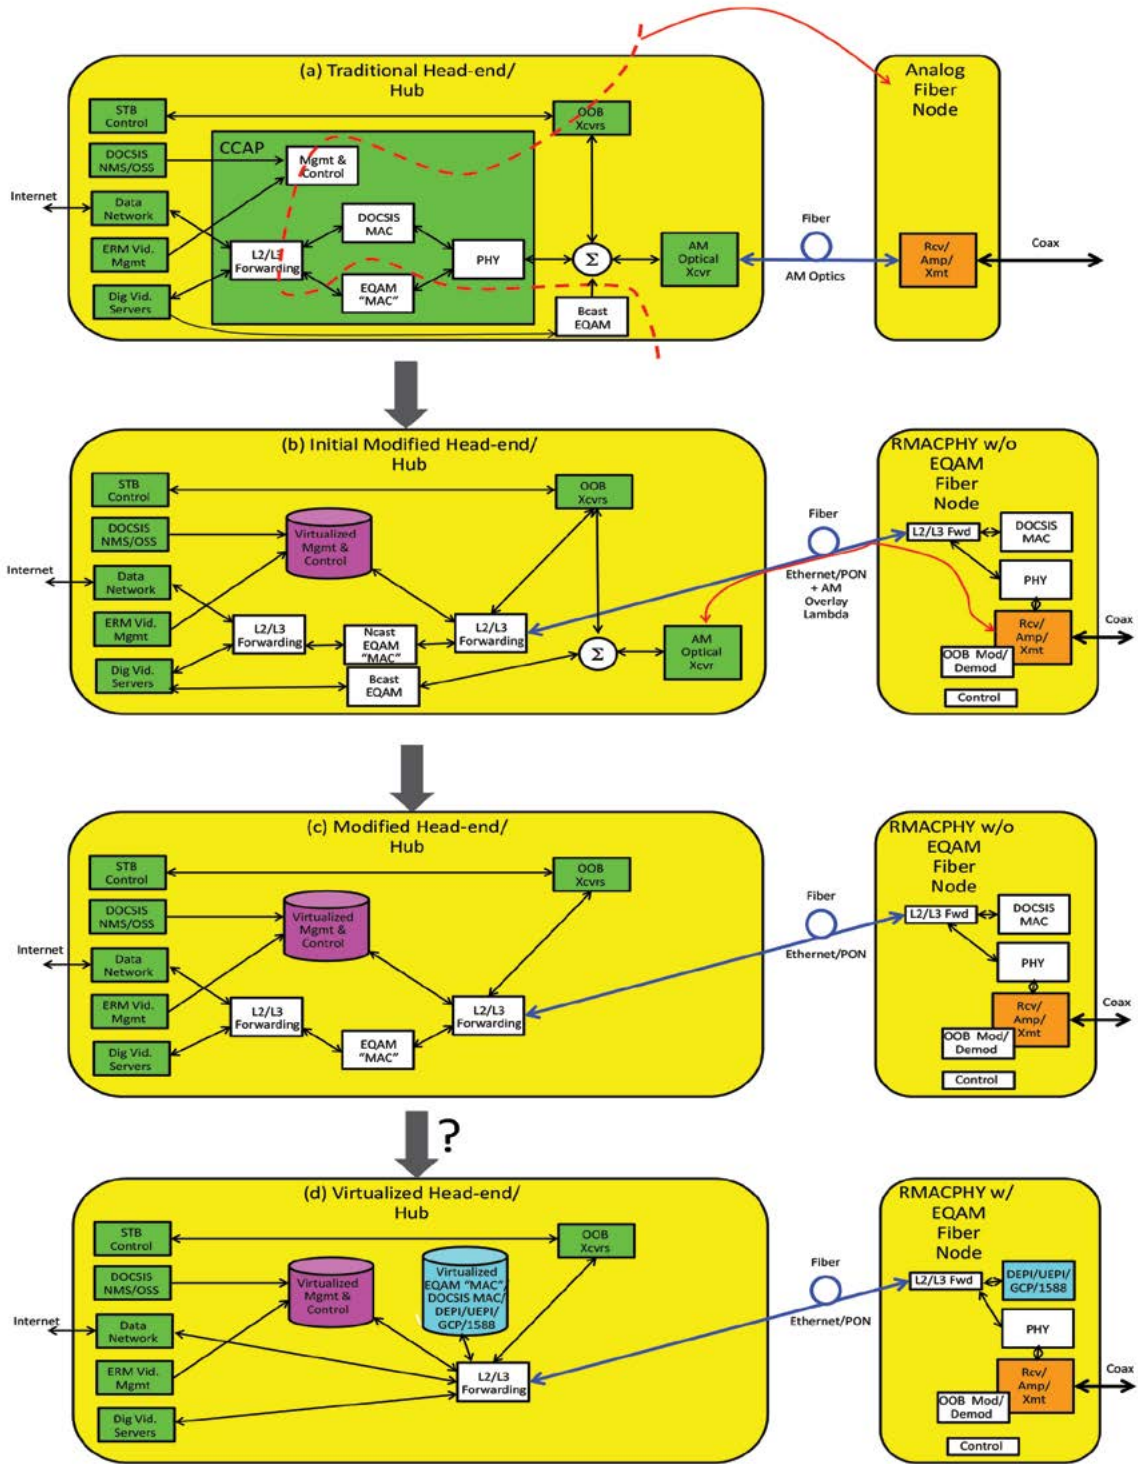 (a) Traditional Head-end/
Hub
STB
Control
OOB
Xcvrs
DOCSIS
NMS/OSS
CCAP
Mgmt &
Control
Internet
Data
Network
ERM Vid.
Mgmt
Dig Vid.
Servers
L2/L3
Forwarding
DOCSIS
MAC
EQAM
"MAC"
PHY
Σ
Bcast
EQAM
AM
Optical
Xcvr
Fiber
AM Optics
Analog
Fiber
Node
Rcv/
Amp/
Xmt
Coax
(b) Initial Modified Head-end/
Hub
STB
Control
OOB
Xcvrs
DOCSIS
NMS/OSS
Virtualized
Mgmt &
Control
Internet
Data
Network
ERM Vid.
Mgmt
Dig Vid.
Servers
L2/L3
Forwarding
Ncast
EQAM
"MAC"
Bcast
EQAM
L2/L3
Forwarding
Σ
AM
Optical
Xcvr
Fiber
Ethernet/PON
+ AM
Overlay
Lambda
RMACPHY w/o
EQAM
Fiber
Node
L2/L3 Fwd
DOCSIS
MAC
PHY
Rcv/
Amp/
Xmt
OOB Mod/
Demod
Control
Coax
(c) Modified Head-end/
Hub
STB
Control
OOB
Xcvrs
DOCSIS
NMS/OSS
Virtualized
Mgmt &
Control
Internet
Data
Network
ERM Vid.
Mgmt
Dig Vid.
Servers
L2/L3
Forwarding
EQAM
"MAC"
L2/L3
Forwarding
Fiber
Ethernet/PON
RMACPHY w/o
EQAM
Fiber
Node
L2/L3 Fwd
DOCSIS
MAC
PHY
Rcv/
Amp/
Xmt
OOB Mod/
Demod
Control
Coax
?
(d) Virtualized Head-end/
Hub
STB
Control
OOB
Xcvrs
DOCSIS
NMS/OSS
Virtualized
Mgmt &
Control
Virtualized
EQAM "MAC"/
DOCSIS MAC/
DEPI/UEPI/
GCP/1588
Internet
Data
Network
ERM Vid.
Mgmt
Dig Vid.
Servers
L2/L3
Forwarding
Fiber
Ethernet/PON
RMACPHY w/
EQAM
Fiber
Node
L2/L3 Fwd
DEPI/UEPI/
GCP/1588
PHY
Rcv/
Amp/
Xmt
OOB Mod/
Demod
Control
Coax